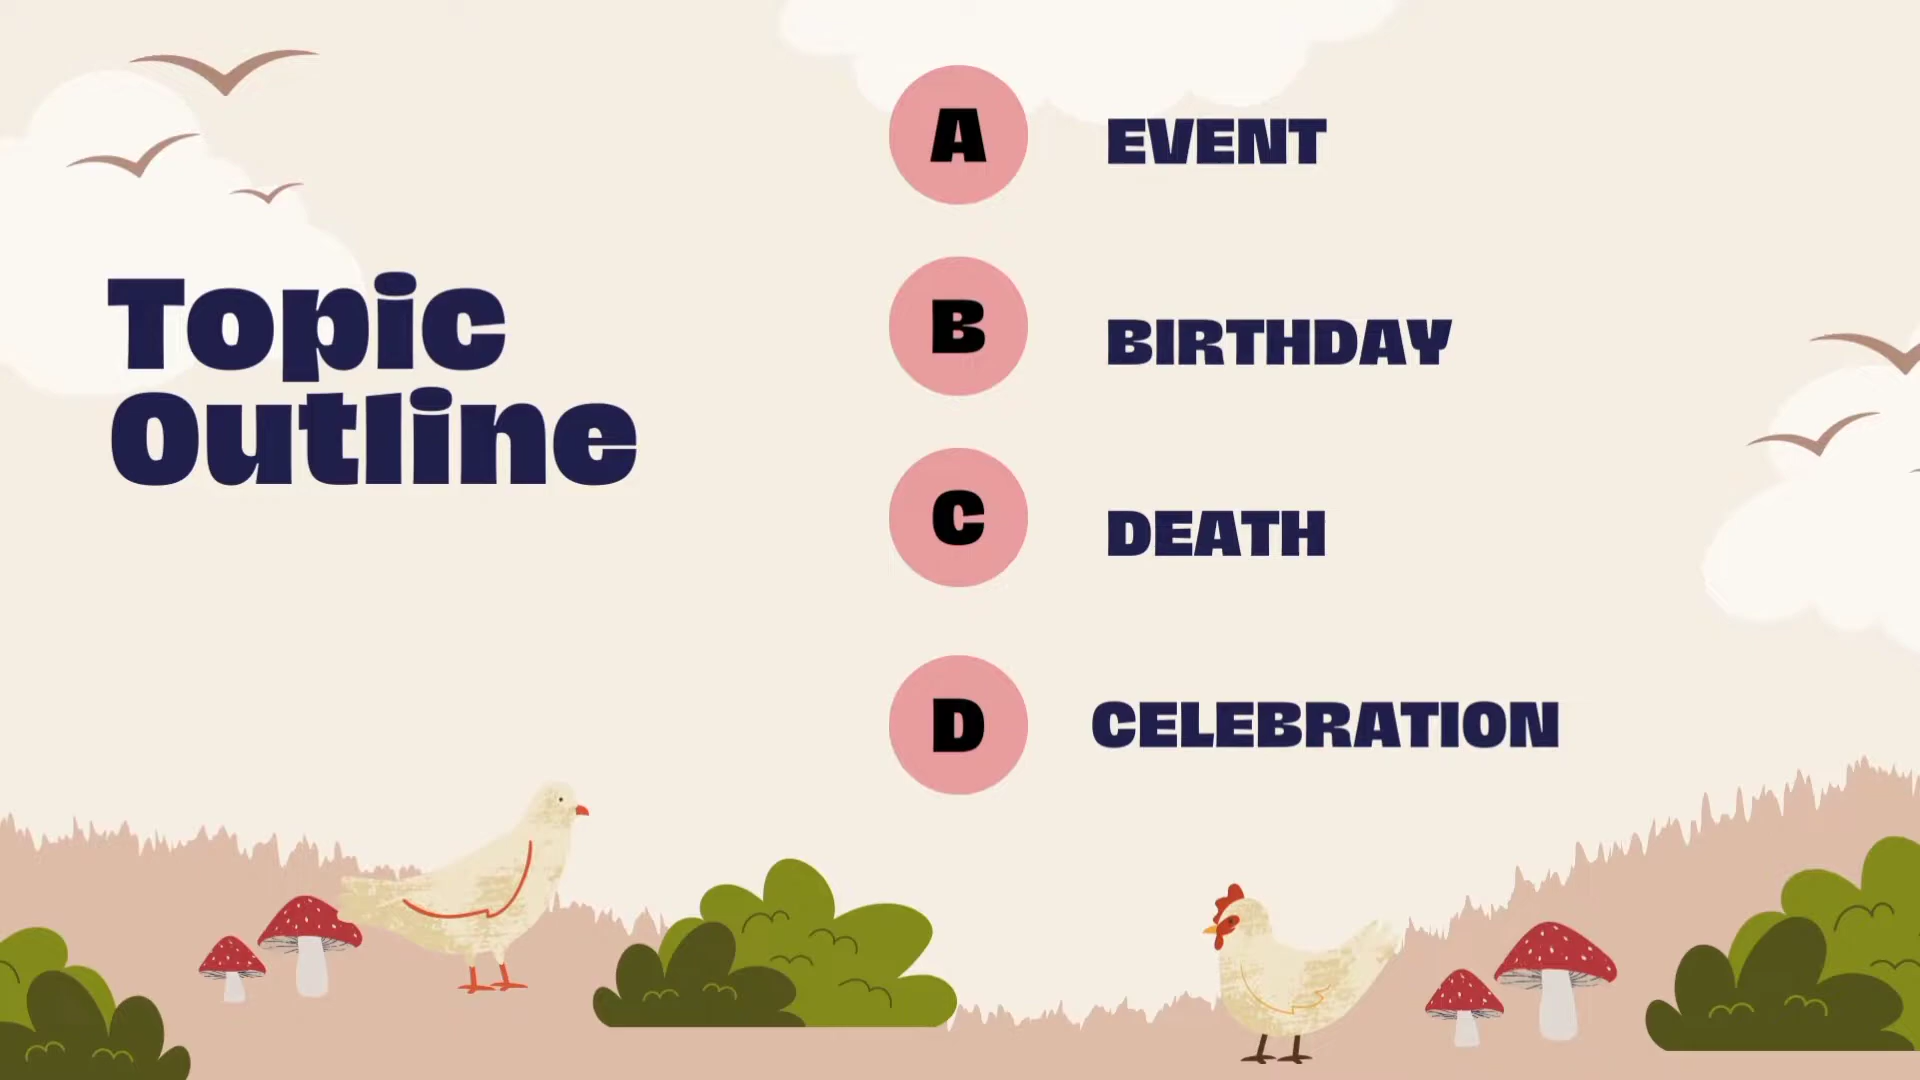 Topic
Outline
A EVENT
B BIRTHDAY
C DEATH
D CELEBRATION